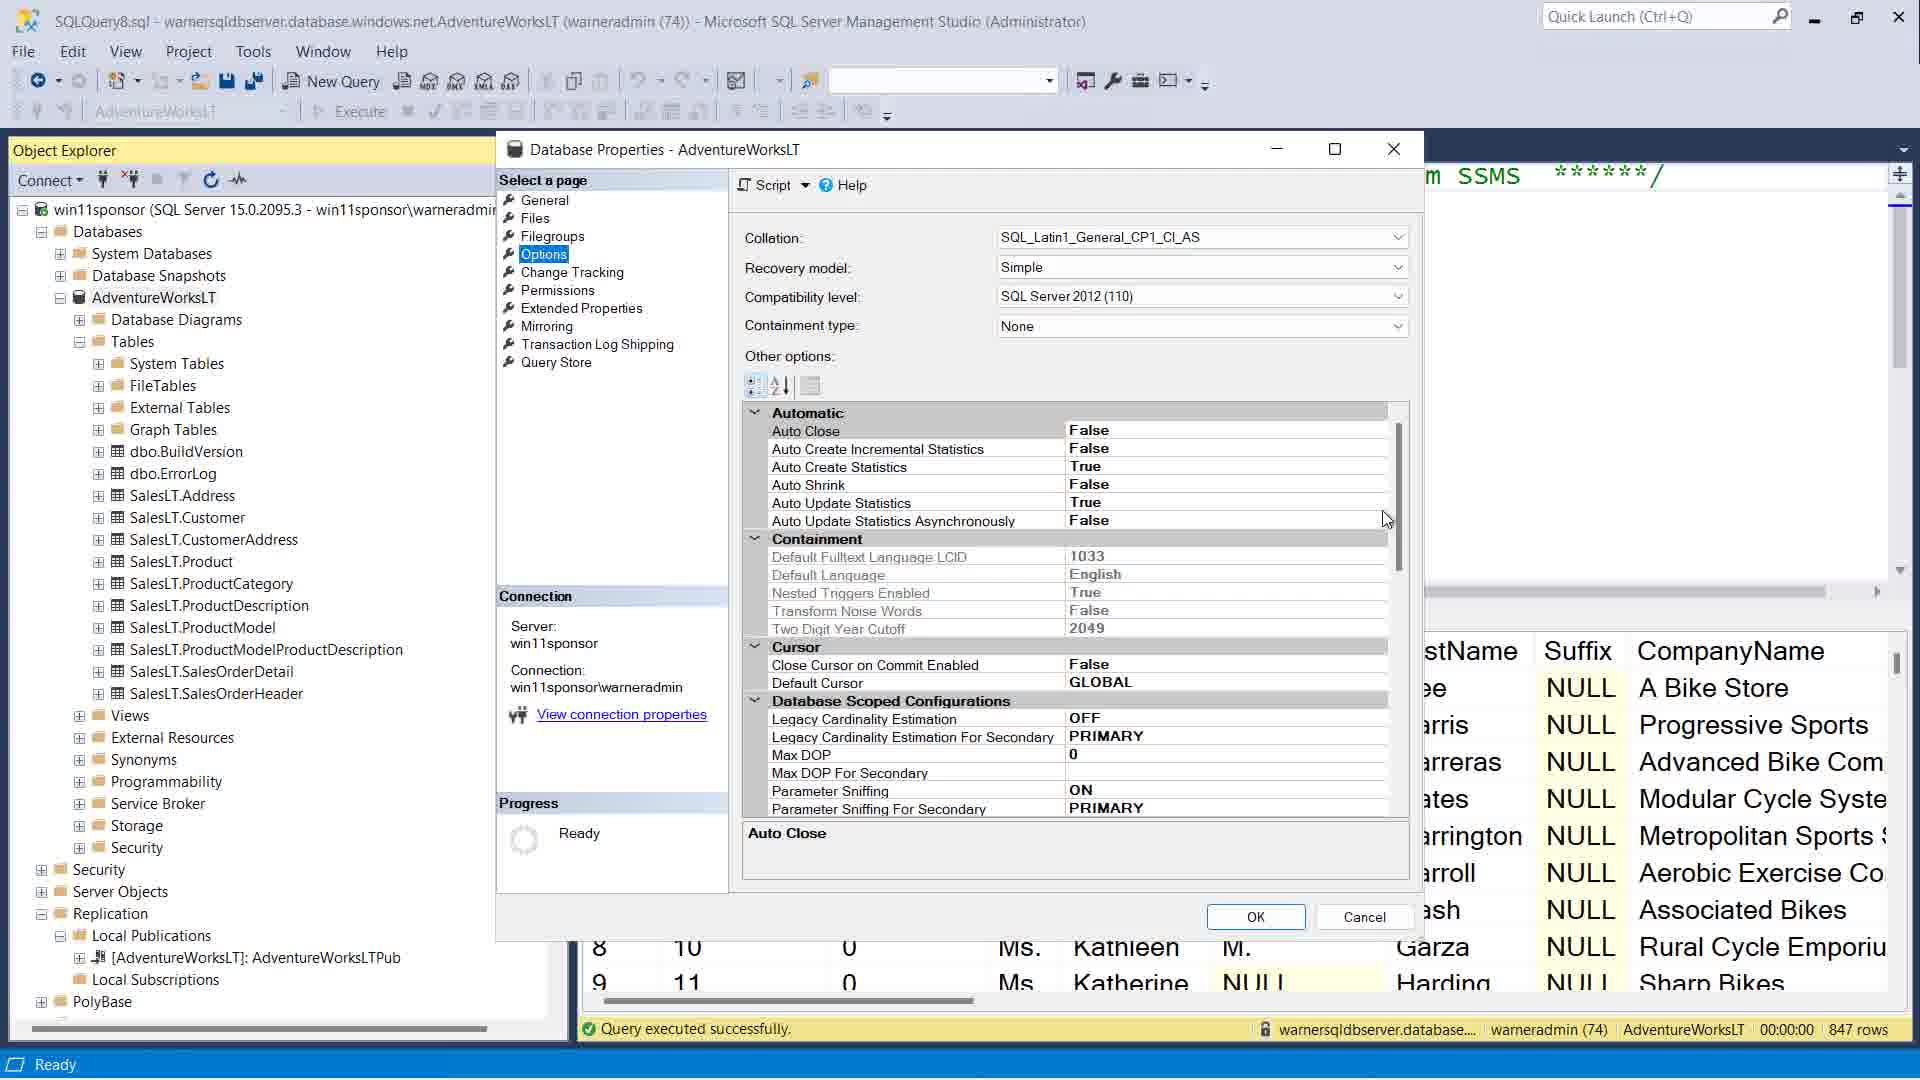 SQLQuery8.sql - warnersqldbserver.database.windows.net.AdventureWorksLT (warneradmin (74)) - Microsoft SQL Server Management Studio (Administrator)
Quick Launch (Ctrl+Q)
File Edit View Project Tools Window Help
New Query
MDX DMX XMLA DAX
AdventureWorksLT Execute
Object Explorer
Connect
win11sponsor (SQL Server 15.0.2095.3 - win11sponsor\warneradmin
Databases
System Databases
Database Snapshots
AdventureWorksLT
Database Diagrams
Tables
System Tables
FileTables
External Tables
Graph Tables
dbo.BuildVersion
dbo.ErrorLog
SalesLT.Address
SalesLT.Customer
SalesLT.CustomerAddress
SalesLT.Product
SalesLT.ProductCategory
SalesLT.ProductDescription
SalesLT.ProductModel
SalesLT.ProductModelProductDescription
SalesLT.SalesOrderDetail
SalesLT.SalesOrderHeader
Views
External Resources
Synonyms
Programmability
Service Broker
Storage
Security
Security
Server Objects
Replication
Local Publications
[AdventureWorksLT]: AdventureWorksLTPub
Local Subscriptions
PolyBase
Database Properties - AdventureWorksLT
Select a page
General
Files
Filegroups
Options
Change Tracking
Permissions
Extended Properties
Mirroring
Transaction Log Shipping
Query Store
Connection
Server:
win11sponsor
Connection:
win11sponsor\warneradmin
View connection properties
Progress
Ready
Script Help
Collation: SQL_Latin1_General_CP1_CI_AS
Recovery model: Simple
Compatibility level: SQL Server 2012 (110)
Containment type: None
Other options:
Automatic
Auto Close False
Auto Create Incremental Statistics False
Auto Create Statistics True
Auto Shrink False
Auto Update Statistics True
Auto Update Statistics Asynchronously False
Containment
Default Fulltext Language LCID 1033
Default Language English
Nested Triggers Enabled True
Transform Noise Words False
Two Digit Year Cutoff 2049
Cursor
Close Cursor on Commit Enabled False
Default Cursor GLOBAL
Database Scoped Configurations
Legacy Cardinality Estimation OFF
Legacy Cardinality Estimation For Secondary PRIMARY
Max DOP 0
Max DOP For Secondary
Parameter Sniffing ON
Parameter Sniffing For Secondary PRIMARY
Auto Close
OK Cancel
m SSMS ******/
stName Suffix CompanyName
ee NULL A Bike Store
arris NULL Progressive Sports
arreras NULL Advanced Bike Com
ates NULL Modular Cycle Syste
arrington NULL Metropolitan Sports S
arroll NULL Aerobic Exercise Co
ash NULL Associated Bikes
8 10 0 Ms. Kathleen M. Garza NULL Rural Cycle Emporiu
9 11 0 Ms. Katherine NULL Harding NULL Sharp Bikes
Query executed successfully. warnersqldbserver.database.... warneradmin (74) AdventureWorksLT 00:00:00 847 rows
Ready